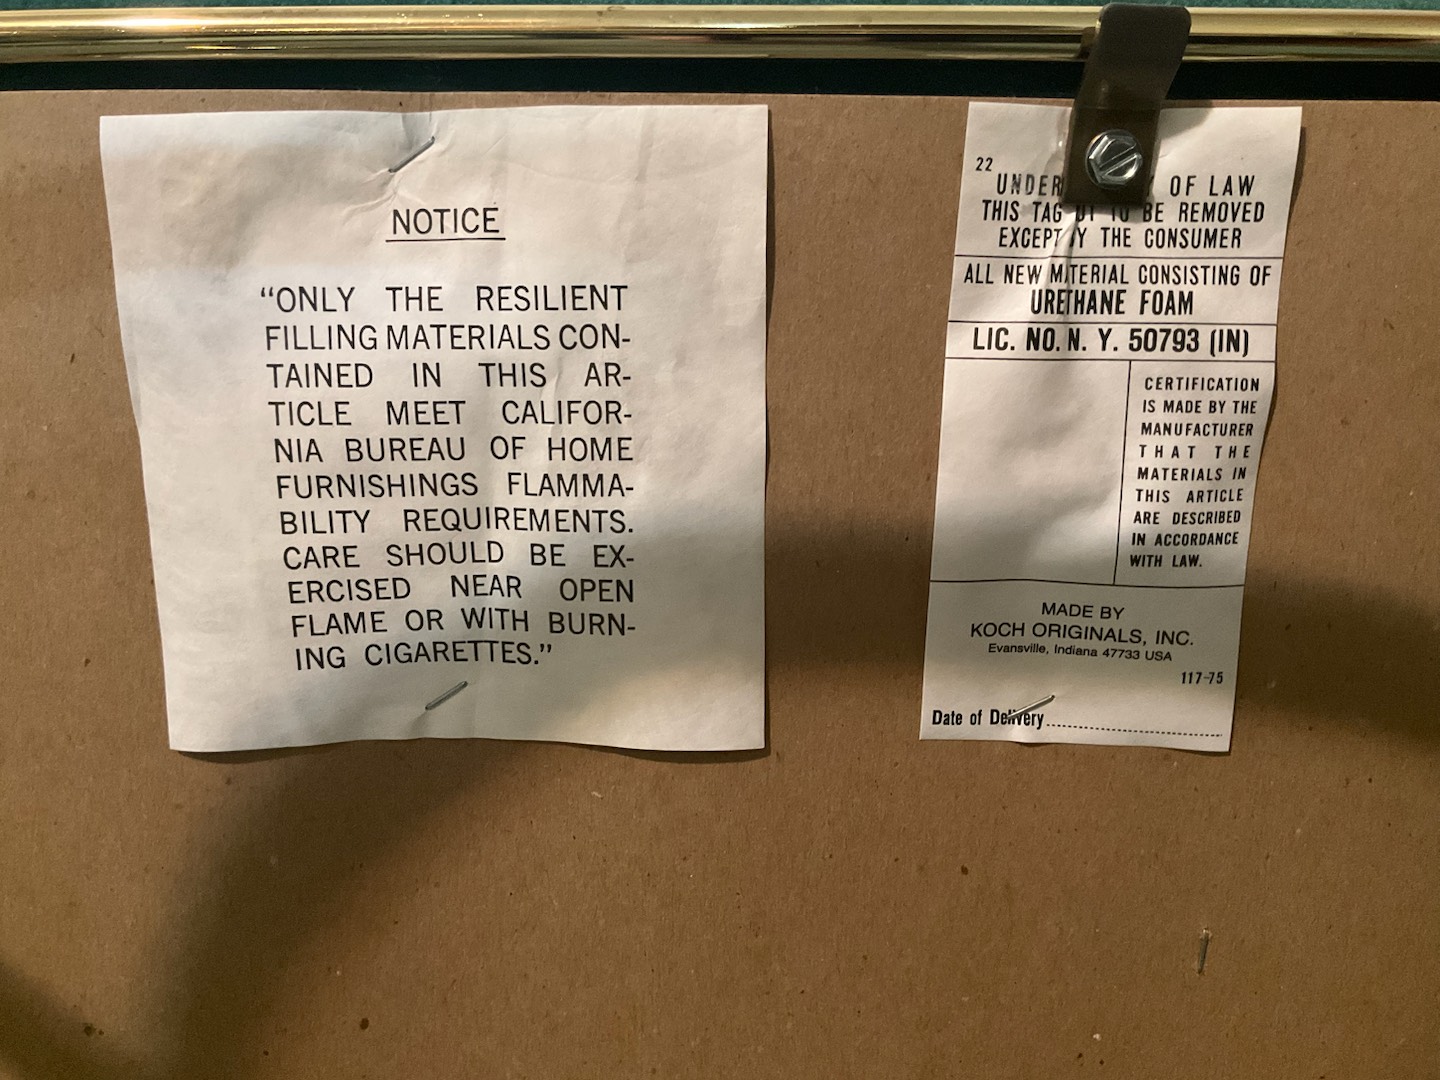 NOTICE
“ONLY THE RESILIENT
FILLING MATERIALS CON-
TAINED IN THIS AR-
TICLE MEET CALIFOR-
NIA BUREAU OF HOME
FURNISHINGS FLAMMA-
BILITY REQUIREMENTS.
CARE SHOULD BE EX-
ERCISED NEAR OPEN
FLAME OR WITH BURN-
ING CIGARETTES.”
22
UNDER OF LAW
THIS TAG TO BE REMOVED
EXCEPT BY THE CONSUMER
ALL NEW MATERIAL CONSISTING OF
URETHANE FOAM
LIC. NO. N. Y. 50793 (IN)
CERTIFICATION
IS MADE BY THE
MANUFACTURER
THAT THE
MATERIALS IN
THIS ARTICLE
ARE DESCRIBED
IN ACCORDANCE
WITH LAW.
MADE BY
KOCH ORIGINALS, INC.
Evansville, Indiana 47733 USA
117-75
Date of Delivery